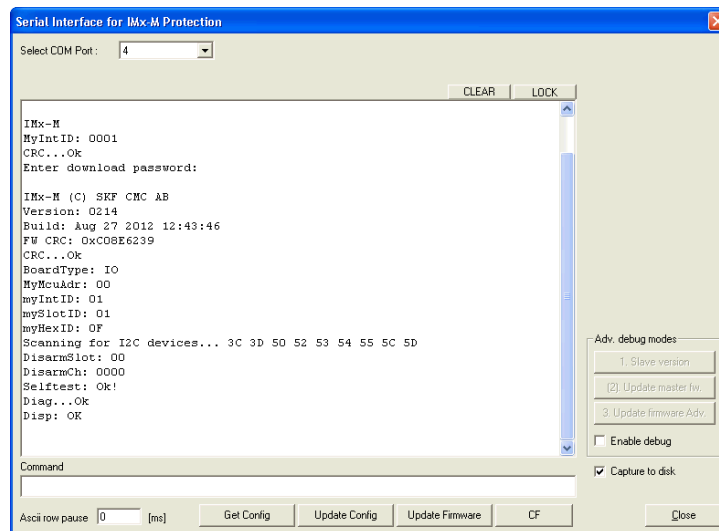 Serial Interface for IMx-M Protection
Select COM Port :
4
CLEAR
LOCK
IMx-M
MyIntID: 0001
CRC...Ok
Enter download password:
IMx-M (C) SKF CMC AB
Version: 0214
Build: Aug 27 2012 12:43:46
FW CRC: 0xC08E6239
CRC...Ok
BoardType: IO
MyMcuAdr: 00
myIntID: 01
mySlotID: 01
myHexID: 0F
Scanning for I2C devices... 3C 3D 50 52 53 54 55 5C 5D
DisarmSlot: 00
DisarmCh: 0000
Selftest: Ok!
Diag...Ok
Disp: OK
Adv. debug modes
1. Slave version
(2). Update master fw.
3. Update firmware Adv.
Enable debug
Capture to disk
Command
Ascii row pause
0
[ms]
Get Config
Update Config
Update Firmware
CF
Close